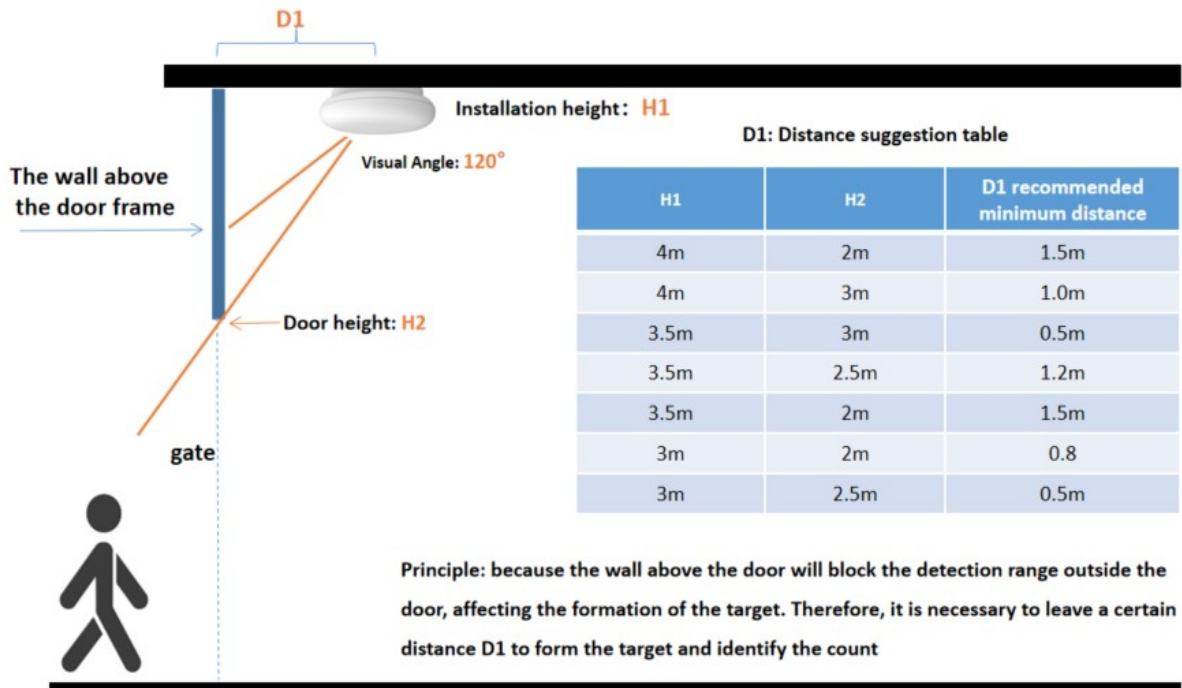 D1
Installation height: H1
D1: Distance suggestion table
Visual Angle: 120°
The wall above
the door frame
H1 H2 D1 recommended
minimum distance
4m 2m 1.5m
4m 3m 1.0m
3.5m 3m 0.5m
3.5m 2.5m 1.2m
3.5m 2m 1.5m
3m 2m 0.8
3m 2.5m 0.5m
Door height: H2
gate
Principle: because the wall above the door will block the detection range outside the
door, affecting the formation of the target. Therefore, it is necessary to leave a certain
distance D1 to form the target and identify the count